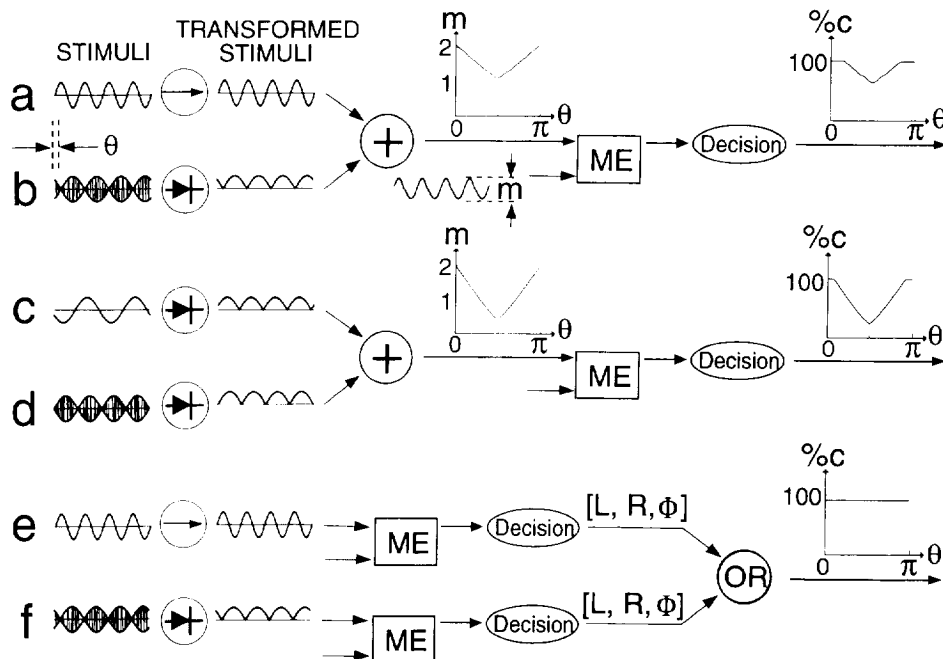 STIMULI
TRANSFORMED
STIMULI
m
2
1
0
π
θ
%c
100
0
π
θ
a
+
ME
Decision
θ
b
m
m
2
1
0
π
θ
%c
100
0
π
θ
c
+
ME
Decision
d
%c
100
0
π
θ
e
ME
Decision
[L, R, Φ]
OR
f
ME
Decision
[L, R, Φ]